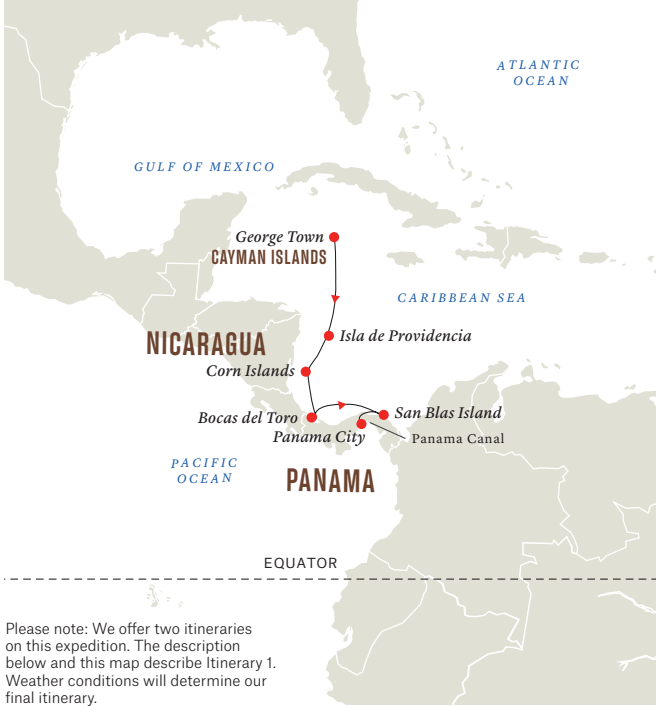 ATLANTIC
OCEAN
GULF OF MEXICO
George Town
CAYMAN ISLANDS
CARIBBEAN SEA
NICARAGUA
Isla de Providencia
Corn Islands
Bocas del Toro
San Blas Island
Panama City
Panama Canal
PACIFIC
OCEAN
PANAMA
EQUATOR
Please note: We offer two itineraries
on this expedition. The description
below and this map describe Itinerary 1.
Weather conditions will determine our
final itinerary.